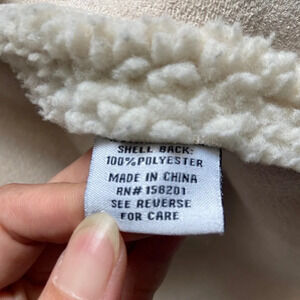 SHELL BACK:
100% POLYESTER
MADE IN CHINA
RN# 158201
SEE REVERSE
FOR CARE